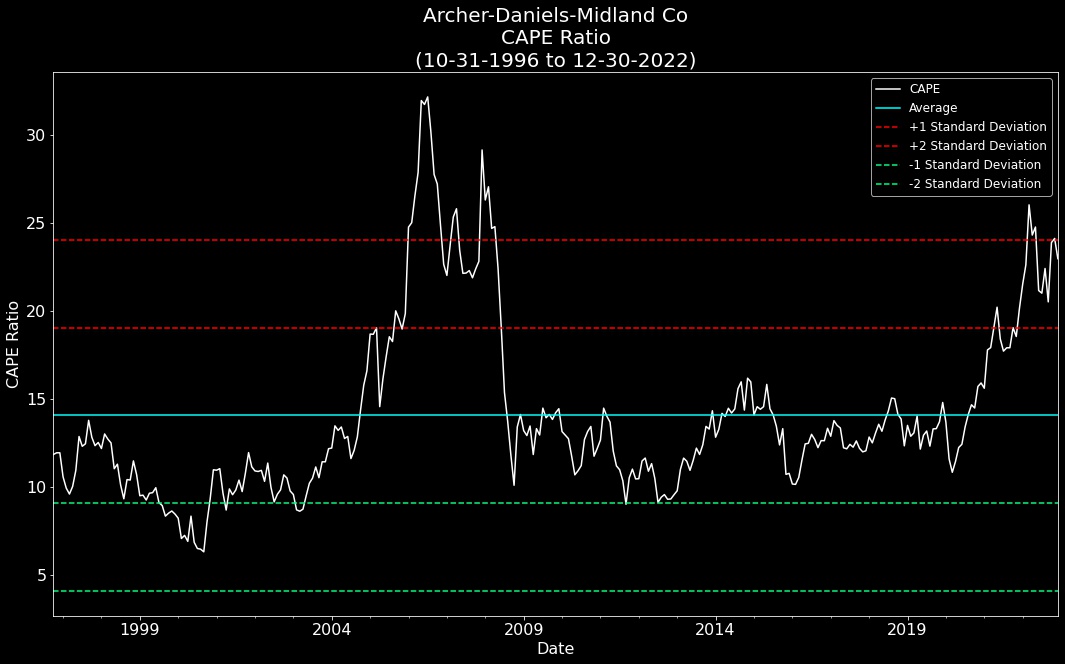 Archer-Daniels-Midland Co
CAPE Ratio
(10-31-1996 to 12-30-2022)
CAPE
Average
+1 Standard Deviation
+2 Standard Deviation
-1 Standard Deviation
-2 Standard Deviation
CAPE Ratio
30
25
20
15
10
5
1999
2004
2009
2014
2019
Date